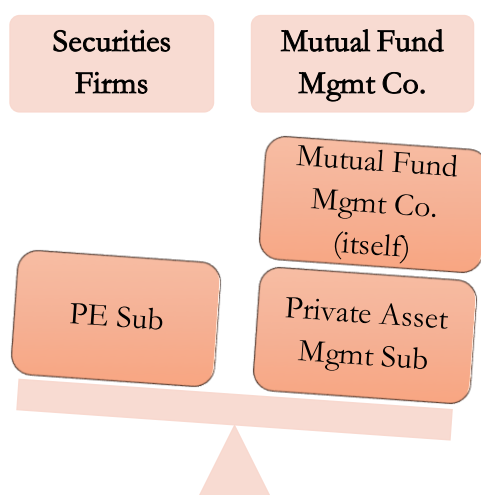 Securities
Firms
Mutual Fund
Mgmt Co.
Mutual Fund
Mgmt Co.
(itself)
PE Sub
Private Asset
Mgmt Sub